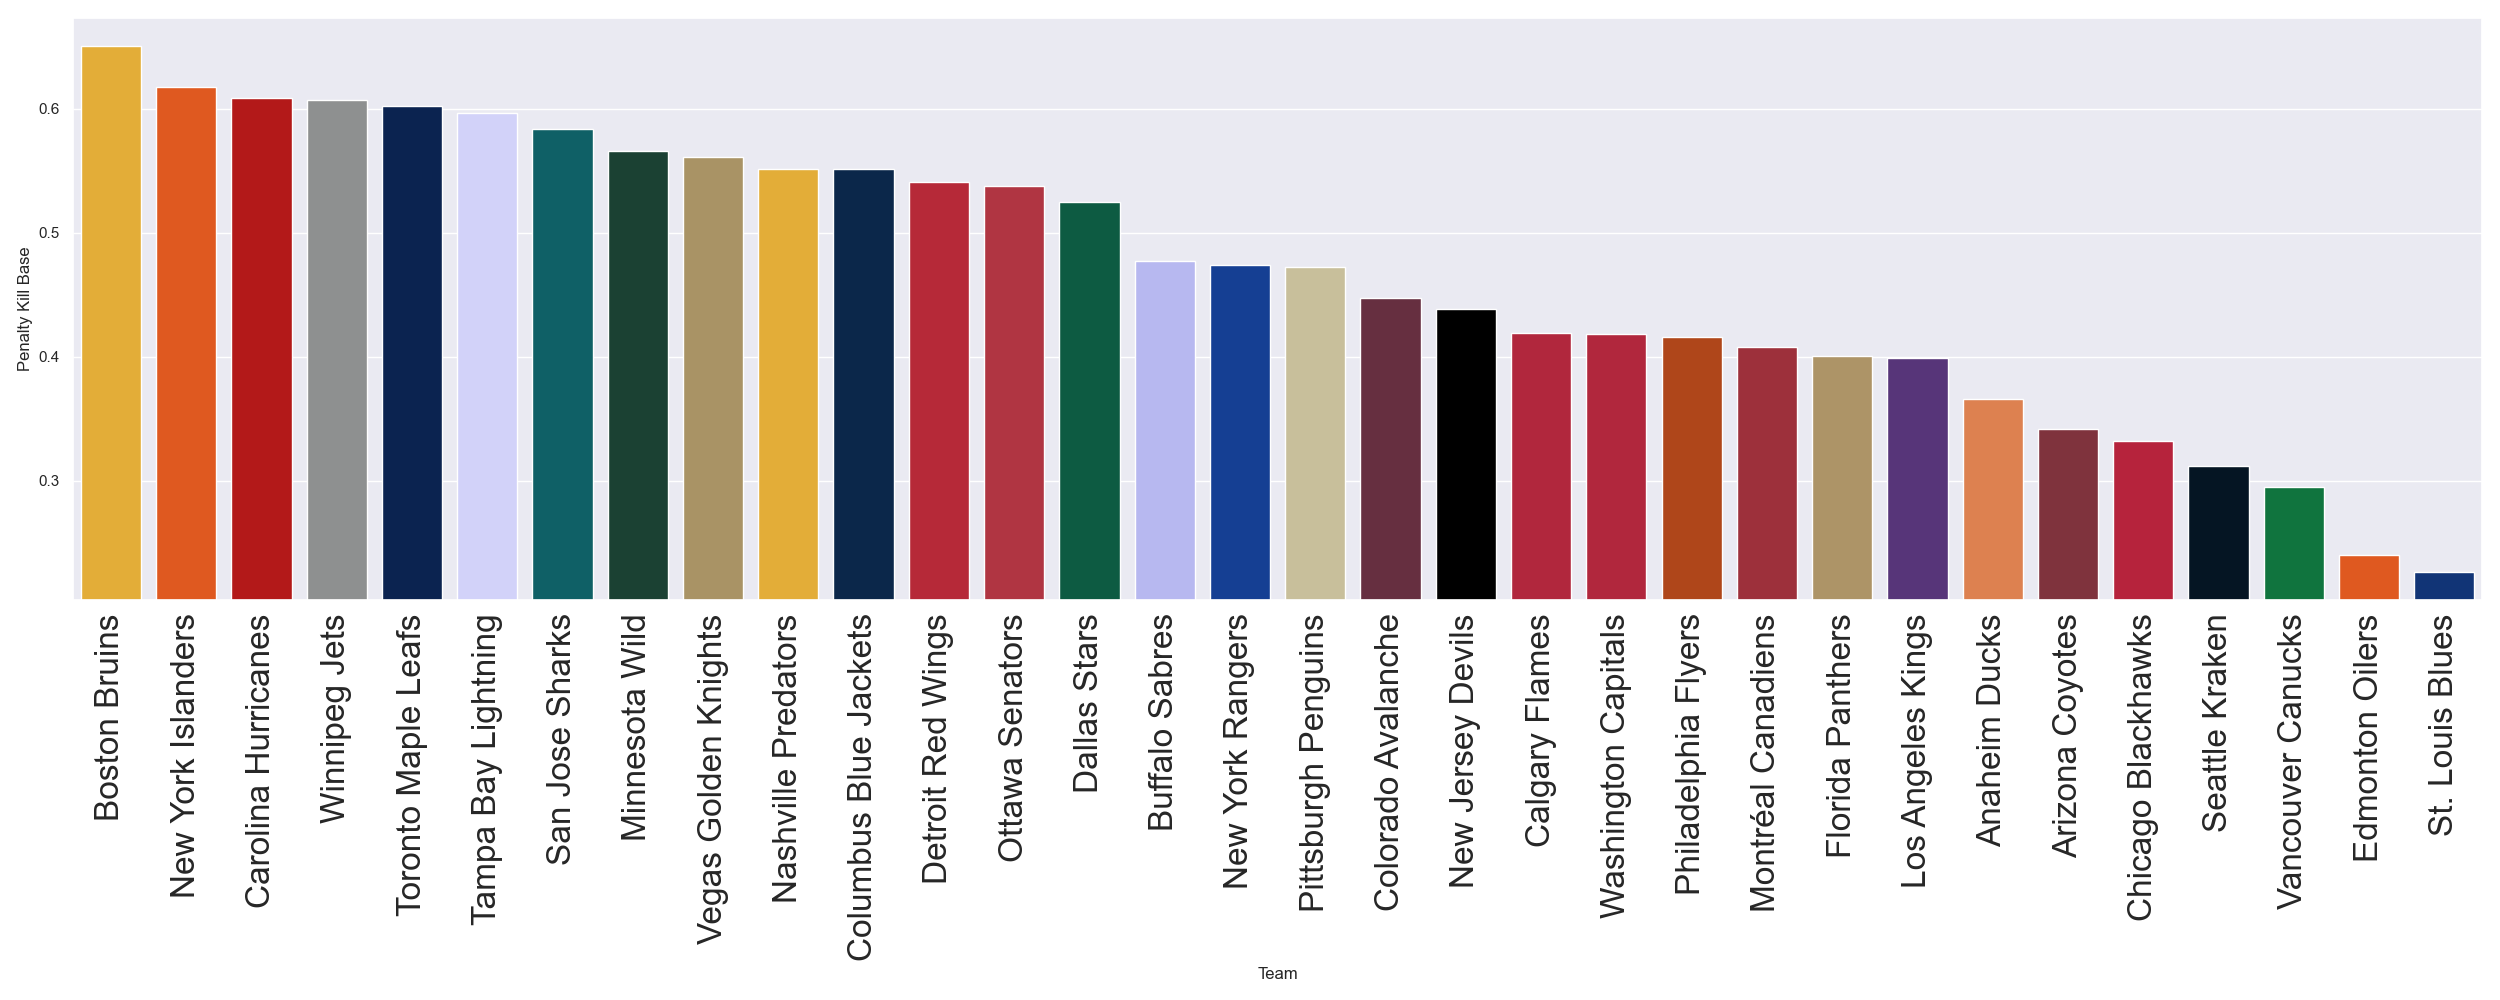 0.6
0.5
0.4
0.3
Penalty Kill Base
Boston Bruins
New York Islanders
Carolina Hurricanes
Winnipeg Jets
Toronto Maple Leafs
Tampa Bay Lightning
San Jose Sharks
Minnesota Wild
Vegas Golden Knights
Nashville Predators
Columbus Blue Jackets
Detroit Red Wings
Ottawa Senators
Dallas Stars
Buffalo Sabres
New York Rangers
Pittsburgh Penguins
Colorado Avalanche
New Jersey Devils
Calgary Flames
Washington Capitals
Philadelphia Flyers
Montréal Canadiens
Florida Panthers
Los Angeles Kings
Anaheim Ducks
Arizona Coyotes
Chicago Blackhawks
Seattle Kraken
Vancouver Canucks
Edmonton Oilers
St. Louis Blues
Team